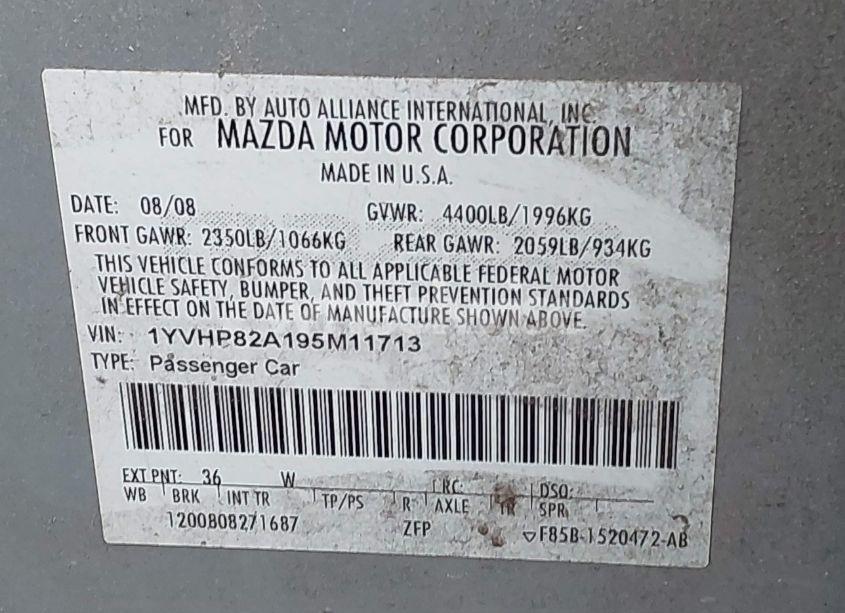 MFD. BY AUTO ALLIANCE INTERNATIONAL, INC.
FOR MAZDA MOTOR CORPORATION
MADE IN U.S.A.
DATE: 08/08 GVWR: 4400LB/1996KG
FRONT GAWR: 2350LB/1066KG REAR GAWR: 2059LB/934KG
THIS VEHICLE CONFORMS TO ALL APPLICABLE FEDERAL MOTOR
VEHICLE SAFETY, BUMPER, AND THEFT PREVENTION STANDARDS
IN EFFECT ON THE DATE OF MANUFACTURE SHOWN ABOVE.
VIN: 1YVHP82A195M11713
TYPE: Passenger Car
EXT PNT: 36 W RC: DSO:
WB BRK INT TR TP/PS R AXLE TR SPR
1200808271687 ZFP F85B-1520472-AB